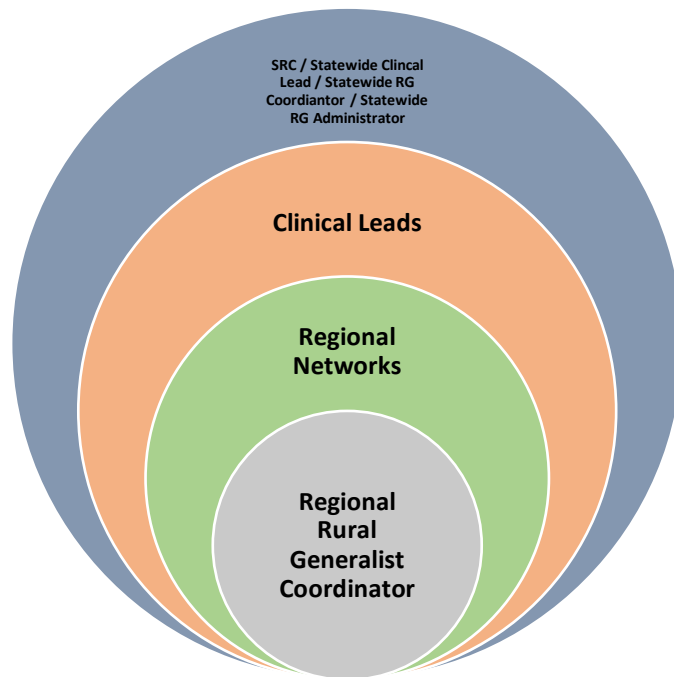 SRC / Statewide Clincal
Lead / Statewide RG
Coordiantor / Statewide
RG Administrator
Clinical Leads
Regional
Networks
Regional
Rural
Generalist
Coordinator